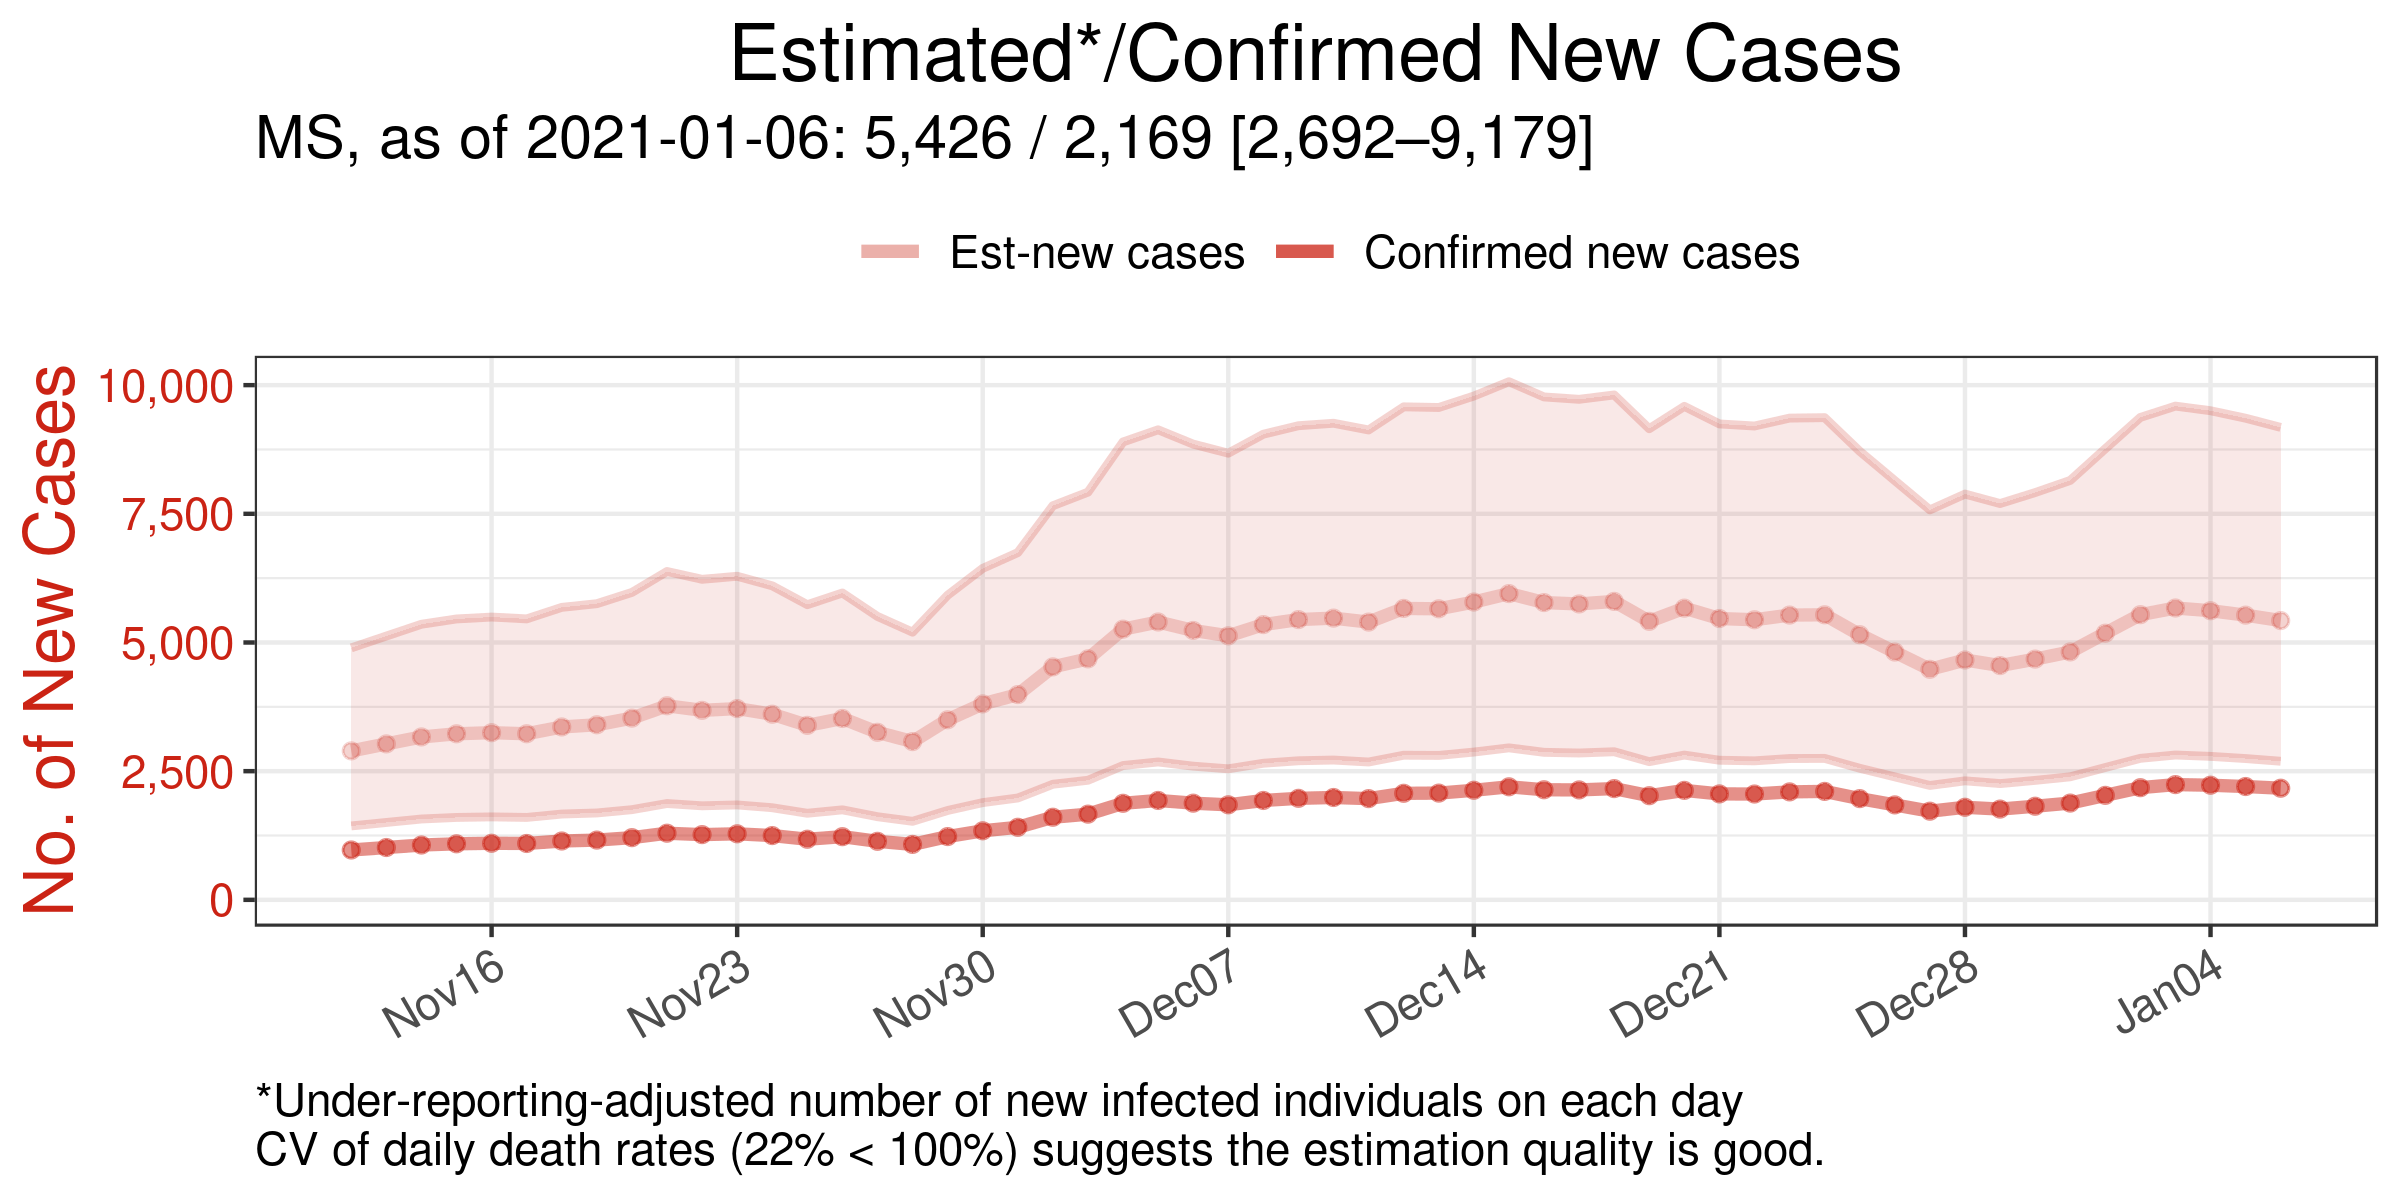 Estimated*/Confirmed New Cases
MS, as of 2021-01-06: 5,426 / 2,169 [2,692–9,179]
Est-new cases
Confirmed new cases
No. of New Cases
10,000
7,500
5,000
2,500
0
Nov16
Nov23
Nov30
Dec07
Dec14
Dec21
Dec28
Jan04
*Under-reporting-adjusted number of new infected individuals on each day
CV of daily death rates (22% < 100%) suggests the estimation quality is good.